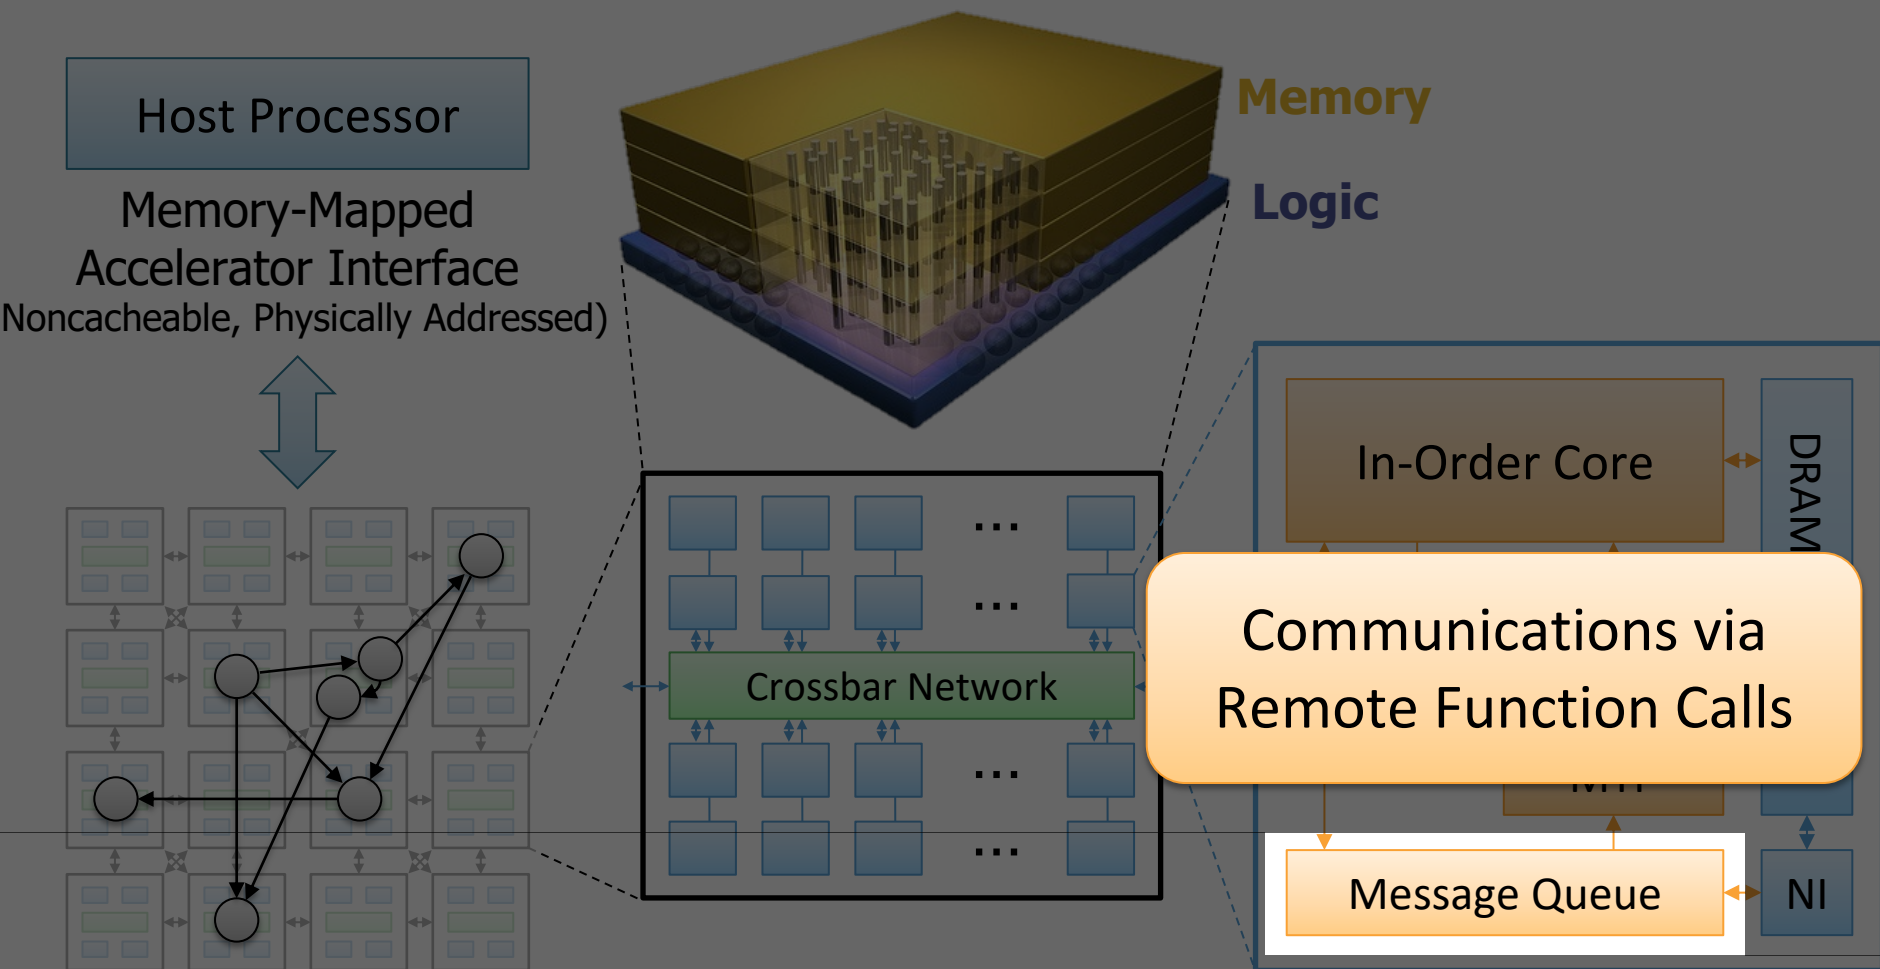 Host Processor
Memory-Mapped
Accelerator Interface
Noncacheable, Physically Addressed)
Memory
Logic
...
...
Crossbar Network
...
...
In-Order Core
DRAM
Communications via
Remote Function Calls
Message Queue
NI